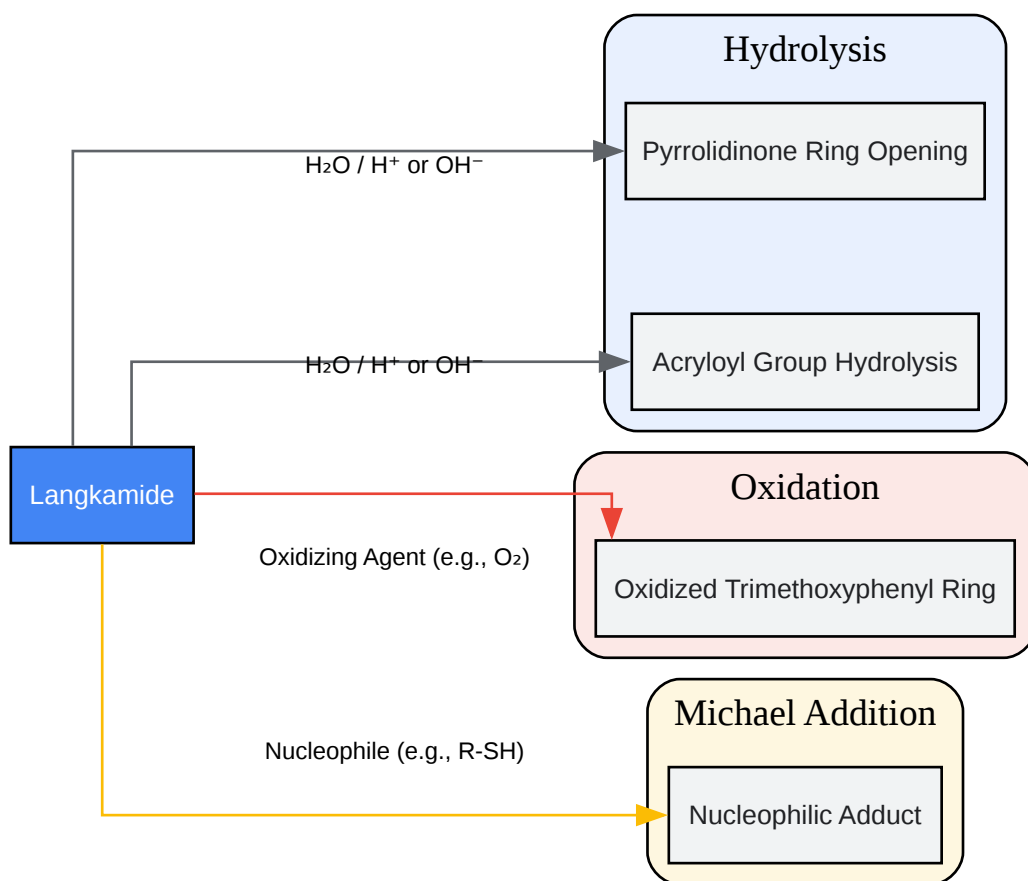 Hydrolysis
Pyrrolidinone Ring Opening
H₂O / H⁺ or OH⁻
Acryloyl Group Hydrolysis
H₂O / H⁺ or OH⁻
Langkamide
Oxidation
Oxidizing Agent (e.g., O₂)
Oxidized Trimethoxyphenyl Ring
Michael Addition
Nucleophile (e.g., R-SH)
Nucleophilic Adduct